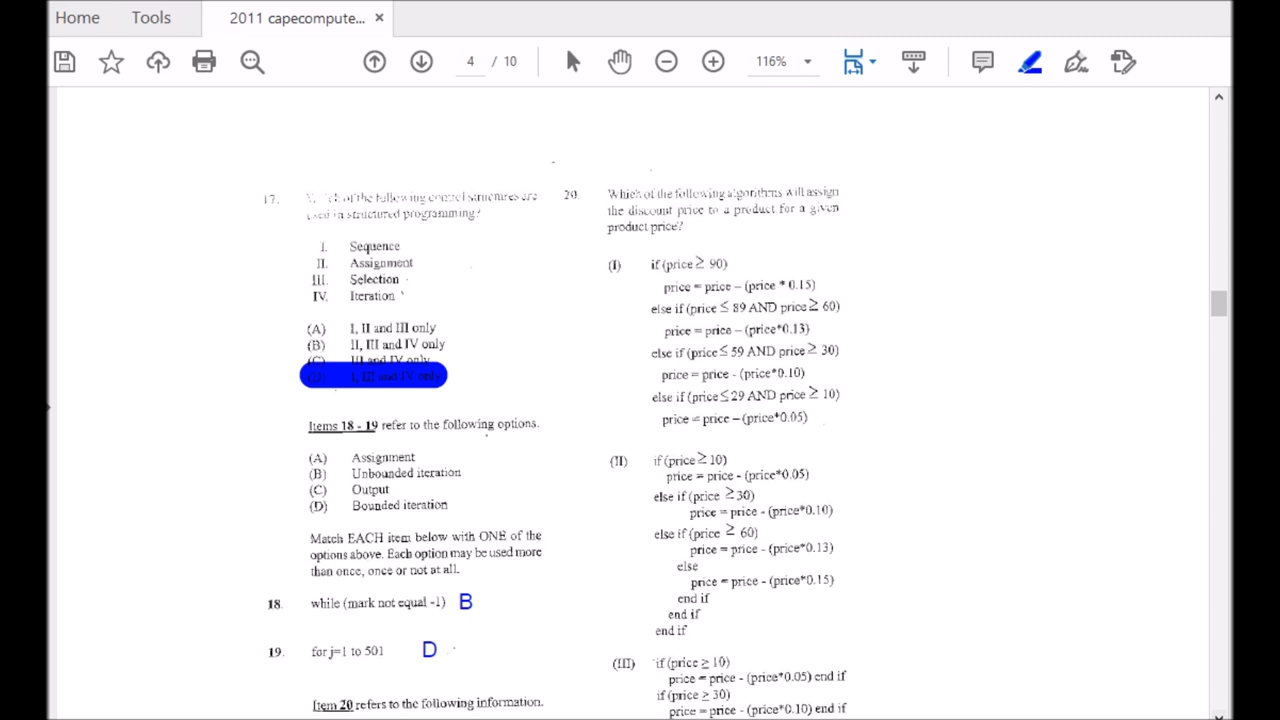 Home
Tools
2011 capecompute... ×
4 / 10
116%
17. of the following control structures are
used in structured programming?
I. Sequence
II. Assignment
III. Selection
IV. Iteration
(A) I, II and III only
(B) II, III and IV only
(C) III and IV only
(D) I, III and IV only
Items 18 - 19 refer to the following options.
(A) Assignment
(B) Unbounded iteration
(C) Output
(D) Bounded iteration
Match EACH item below with ONE of the
options above. Each option may be used more
than once, once or not at all.
18. while (mark not equal -1) B
19. for j=1 to 501 D
Item 20 refers to the following information.
20. Which of the following algorithms will assign
the discount price to a product for a given
product price?
(I) if (price ≥ 90)
price = price – (price * 0.15)
else if (price ≤ 89 AND price ≥ 60)
price = price – (price*0.13)
else if (price ≤ 59 AND price ≥ 30)
price = price - (price*0.10)
else if (price ≤ 29 AND price ≥ 10)
price = price – (price*0.05)
(II) if (price ≥ 10)
price = price - (price*0.05)
else if (price ≥ 30)
price = price - (price*0.10)
else if (price ≥ 60)
price = price - (price*0.13)
else
price = price - (price*0.15)
end if
end if
end if
(III) if (price ≥ 10)
price = price - (price*0.05) end if
if (price ≥ 30)
price = price - (price*0.10) end if